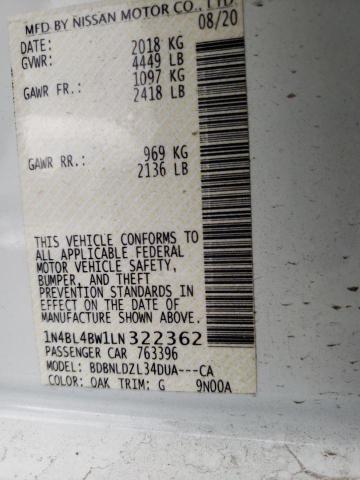 MFD BY NISSAN MOTOR CO., LTD.
08/20
DATE: 2018 KG
GVWR: 4449 LB
1097 KG
GAWR FR.: 2418 LB
969 KG
GAWR RR.: 2136 LB
THIS VEHICLE CONFORMS TO
ALL APPLICABLE FEDERAL
MOTOR VEHICLE SAFETY,
BUMPER, AND THEFT
PREVENTION STANDARDS IN
EFFECT ON THE DATE OF
MANUFACTURE SHOWN ABOVE.
1N4BL4BW1LN322362
PASSENGER CAR 763396
MODEL: BDBNLDZL34DUA---CA
COLOR: QAK TRIM: G 9N00A